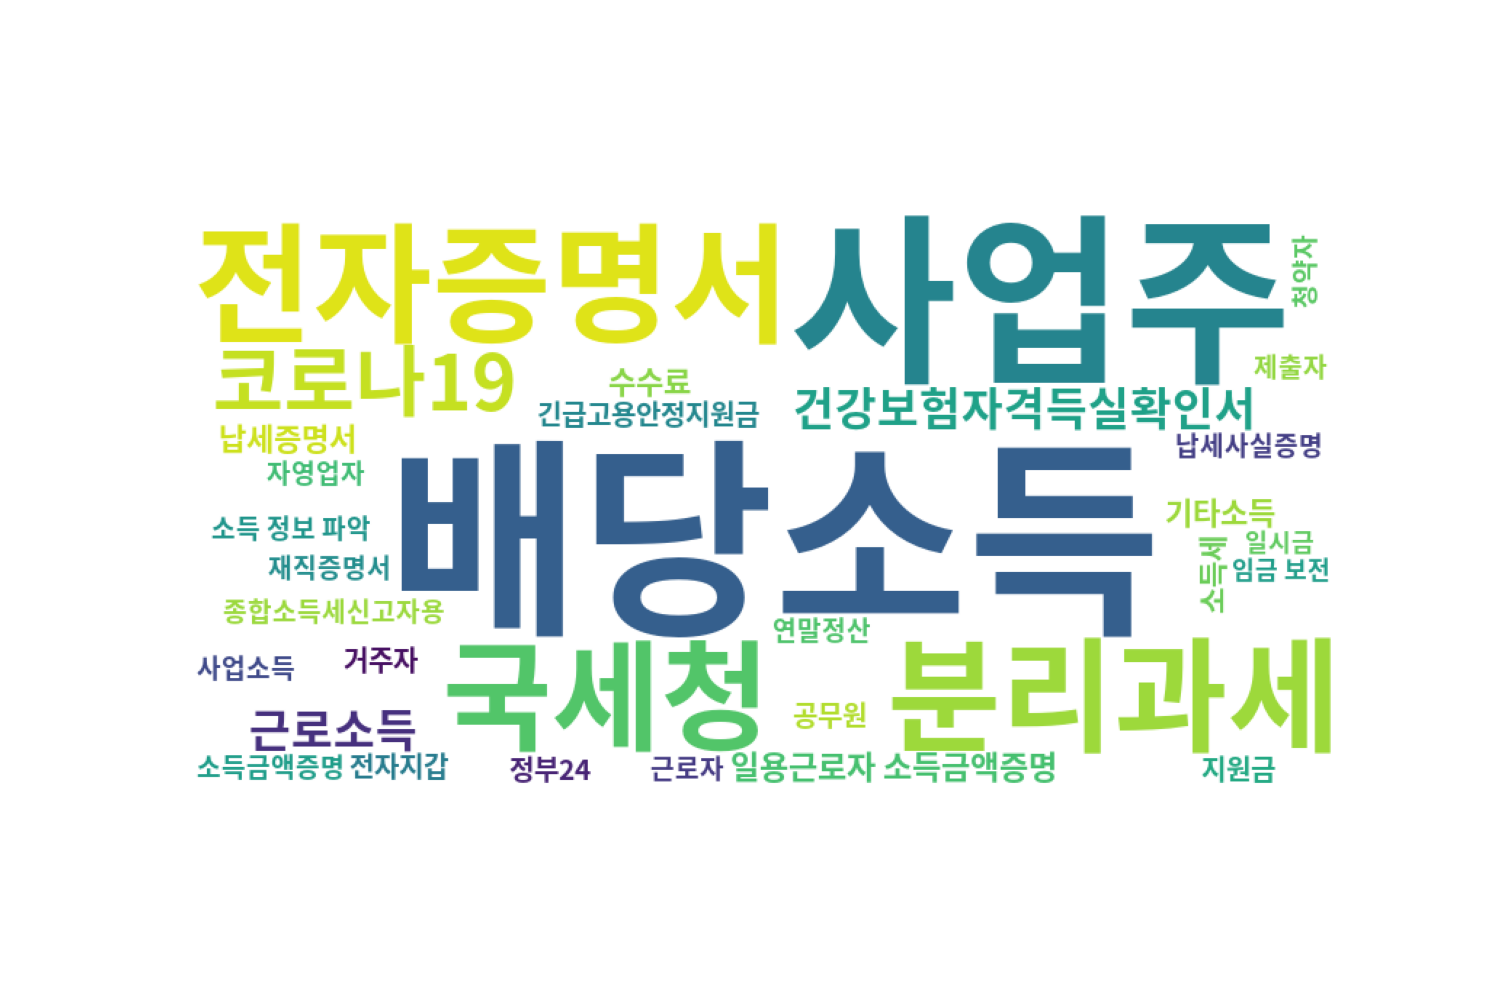 전자증명서 사업주
청약자
코로나19
수수료
제출자
긴급고용안정지원금
건강보험자격득실확인서
납세증명서
납세사실증명
자영업자
배당소득
기타소득
소득 정보 파악
일시금
소득세
재직증명서
임금 보전
종합소득세신고자용
연말정산
사업소득
거주자
국세청
분리과세
근로소득
공무원
소득금액증명 전자지갑
정부24
근로자
일용근로자 소득금액증명
지원금